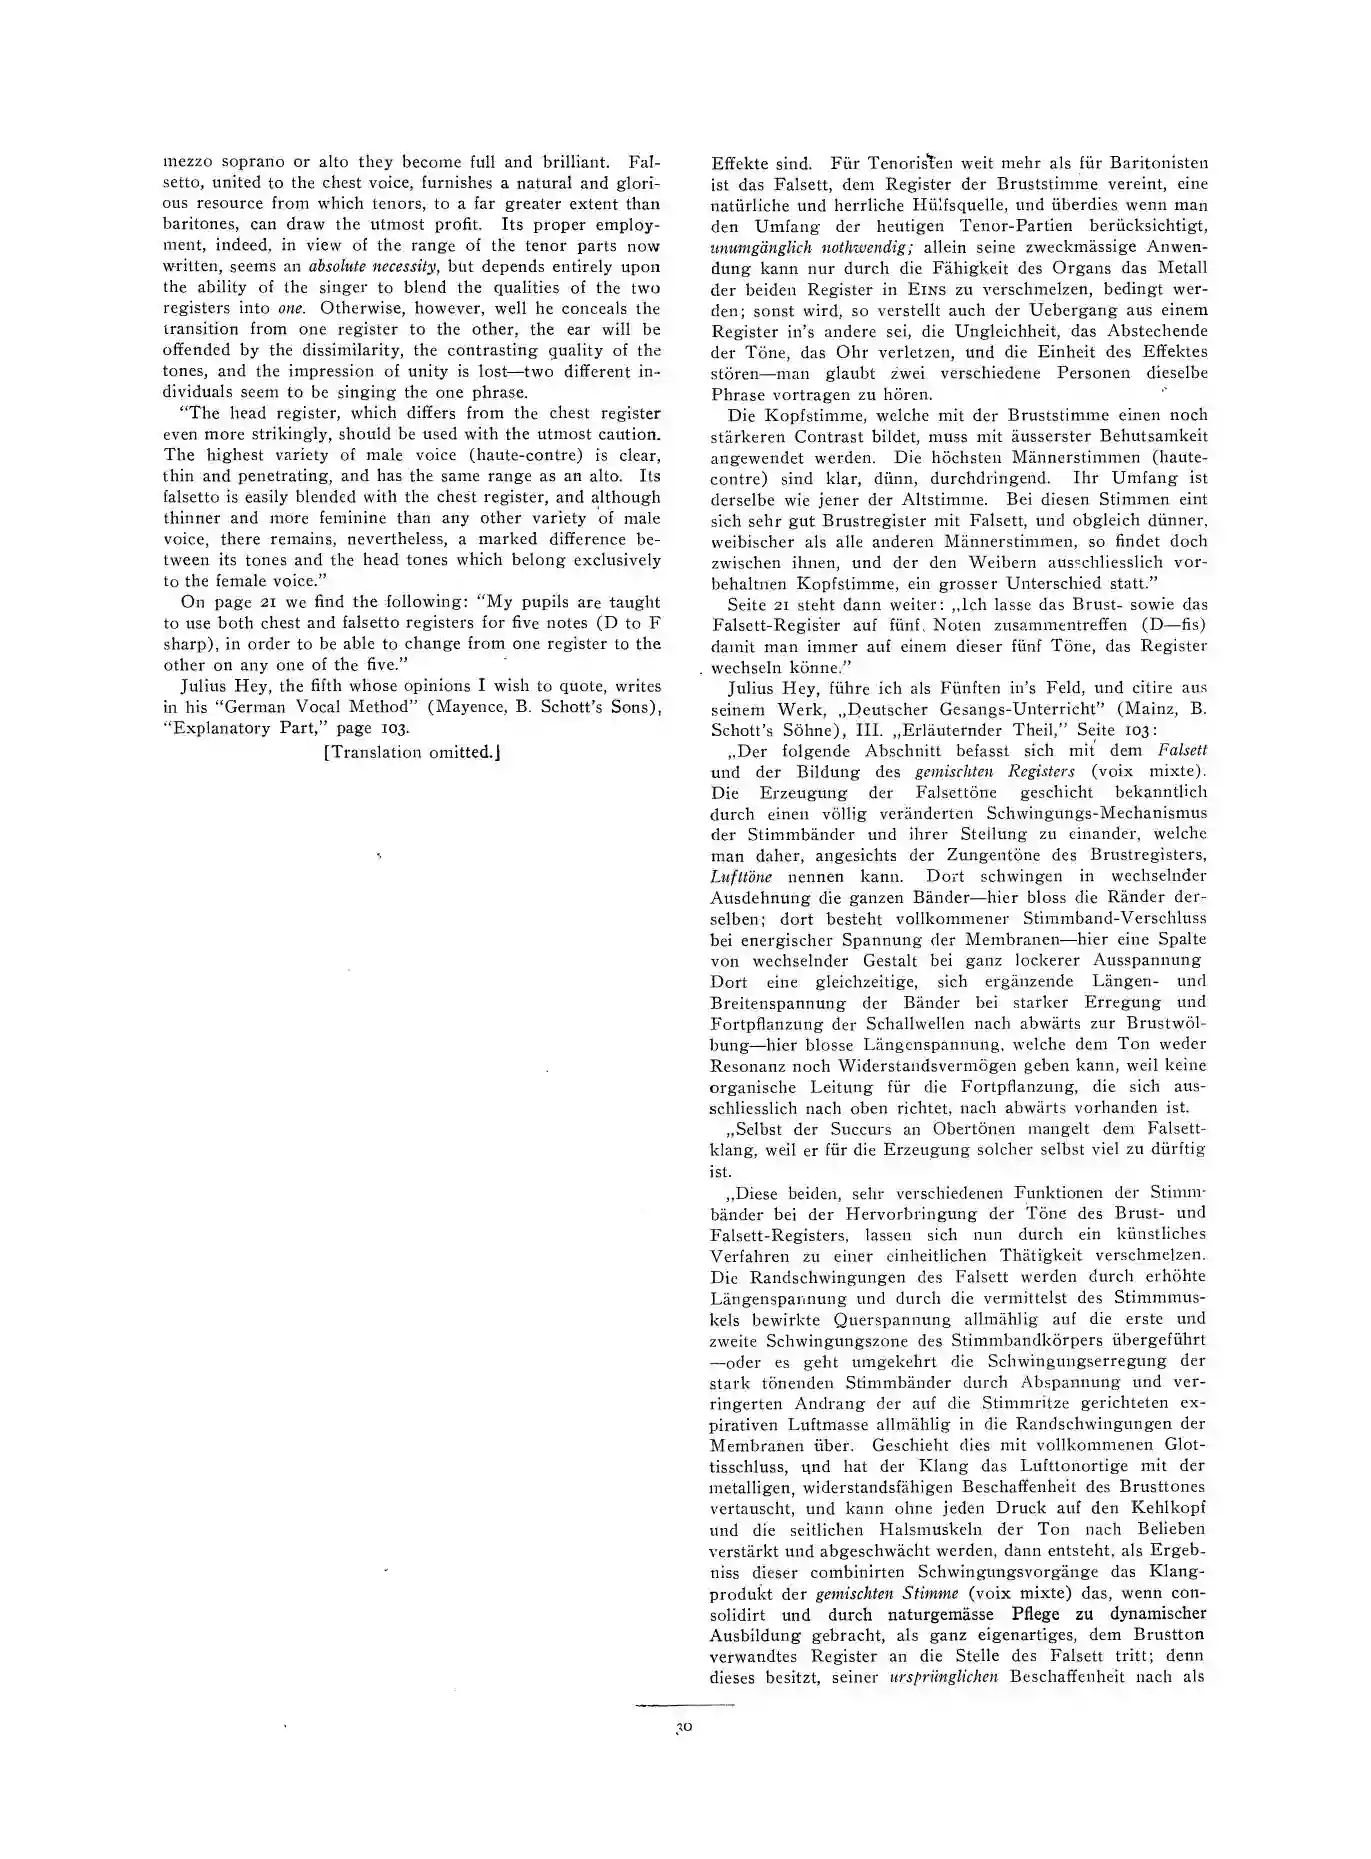 mezzo soprano or alto they become full and brilliant. Fal-
setto, united to the chest voice, furnishes a natural and glori-
ous resource from which tenors, to a far greater extent than
baritones, can draw the utmost profit. Its proper employ-
ment, indeed, in view of the range of the tenor parts now
written, seems an absolute necessity, but depends entirely upon
the ability of the singer to blend the qualities of the two
registers into one. Otherwise, however, well he conceals the
transition from one register to the other, the ear will be
offended by the dissimilarity, the contrasting quality of the
tones, and the impression of unity is lost—two different in-
dividuals seem to be singing the one phrase.
“The head register, which differs from the chest register
even more strikingly, should be used with the utmost caution.
The highest variety of male voice (haute-contre) is clear,
thin and penetrating, and has the same range as an alto. Its
falsetto is easily blended with the chest register, and although
thinner and more feminine than any other variety of male
voice, there remains, nevertheless, a marked difference be-
tween its tones and the head tones which belong exclusively
to the female voice.”
On page 21 we find the following: “My pupils are taught
to use both chest and falsetto registers for five notes (D to F
sharp), in order to be able to change from one register to the
other on any one of the five.”
Julius Hey, the fifth whose opinions I wish to quote, writes
in his “German Vocal Method” (Mayence, B. Schott's Sons),
“Explanatory Part,” page 103.
[Translation omitted.]
Effekte sind. Für Tenoristen weit mehr als für Baritonisten
ist das Falsett, dem Register der Bruststimme vereint, eine
natürliche und herrliche Hülfsquelle, und überdies wenn man
den Umfang der heutigen Tenor-Partien berücksichtigt,
unumgänglich nothwendig; allein seine zweckmässige Anwen-
dung kann nur durch die Fähigkeit des Organs das Metall
der beiden Register in EINS zu verschmelzen, bedingt wer-
den; sonst wird, so verstellt auch der Uebergang aus einem
Register in's andere sei, die Ungleichheit, das Abstechende
der Töne, das Ohr verletzen, und die Einheit des Effektes
stören—man glaubt zwei verschiedene Personen dieselbe
Phrase vortragen zu hören.
Die Kopfstimme, welche mit der Bruststimme einen noch
stärkeren Contrast bildet, muss mit äusserster Behutsamkeit
angewendet werden. Die höchsten Männerstimmen (haute-
contre) sind klar, dünn, durchdringend. Ihr Umfang ist
derselbe wie jener der Altstimme. Bei diesen Stimmen eint
sich sehr gut Brustregister mit Falsett, und obgleich dünner,
weibischer als alle anderen Männerstimmen, so findet doch
zwischen ihnen, und der den Weibern ausschliesslich vor-
behaltnen Kopfstimme, ein grosser Unterschied statt.”
Seite 21 steht dann weiter: „Ich lasse das Brust- sowie das
Falsett-Register auf fünf Noten zusammentreffen (D—fis)
damit man immer auf einem dieser fünf Töne, das Register
wechseln könne.”
Julius Hey, führe ich als Fünften in's Feld, und citire aus
seinem Werk, „Deutscher Gesangs-Unterricht” (Mainz, B.
Schott's Söhne), III. „Erläuternder Theil,” Seite 103:
„Der folgende Abschnitt befasst sich mit dem Falsett
und der Bildung des gemischten Registers (voix mixte).
Die Erzeugung der Falsettöne geschicht bekanntlich
durch einen völlig veränderten Schwingungs-Mechanismus
der Stimmbänder und ihrer Stellung zu einander, welche
man daher, angesichts der Zungentöne des Brustregisters,
Lufttöne nennen kann. Dort schwingen in wechselnder
Ausdehnung die ganzen Bänder—hier bloss die Ränder der-
selben; dort besteht vollkommener Stimmband-Verschluss
bei energischer Spannung der Membranen—hier eine Spalte
von wechselnder Gestalt bei ganz lockerer Ausspannung
Dort eine gleichzeitige, sich ergänzende Längen- und
Breitenspannung der Bänder bei starker Erregung und
Fortpflanzung der Schallwellen nach abwärts zur Brustwöl-
bung—hier blosse Längenspannung, welche dem Ton weder
Resonanz noch Widerstandsvermögen geben kann, weil keine
organische Leitung für die Fortpflanzung, die sich aus-
schliesslich nach oben richtet, nach abwärts vorhanden ist.
„Selbst der Succurs an Obertönen mangelt dem Falsett-
klang, weil er für die Erzeugung solcher selbst viel zu dürftig
ist.
„Diese beiden, sehr verschiedenen Funktionen der Stimm-
bänder bei der Hervorbringung der Töne des Brust- und
Falsett-Registers, lassen sich nun durch ein künstliches
Verfahren zu einer einheitlichen Thätigkeit verschmelzen.
Die Randschwingungen des Falsett werden durch erhöhte
Längenspannung und durch die vermittelst des Stimmmus-
kels bewirkte Querspannung allmählig auf die erste und
zweite Schwingungszone des Stimmbandkörpers übergeführt
—oder es geht umgekehrt die Schwingungserregung der
stark tönenden Stimmbänder durch Abspannung und ver-
ringerten Andrang der auf die Stimmritze gerichteten ex-
pirativen Luftmasse allmählig in die Randschwingungen der
Membranen über. Geschieht dies mit vollkommenen Glot-
tisschluss, und hat der Klang das Lufttonortige mit der
metalligen, widerstandsfähigen Beschaffenheit des Brusttones
vertauscht, und kann ohne jeden Druck auf den Kehlkopf
und die seitlichen Halsmuskeln der Ton nach Belieben
verstärkt und abgeschwächt werden, dann entsteht, als Ergeb-
niss dieser combinirten Schwingungsvorgänge das Klang-
produkt der gemischten Stimme (voix mixte) das, wenn con-
solidirt und durch naturgemässe Pflege zu dynamischer
Ausbildung gebracht, als ganz eigenartiges, dem Brustton
verwandtes Register an die Stelle des Falsett tritt; denn
dieses besitzt, seiner ursprünglichen Beschaffenheit nach als
30